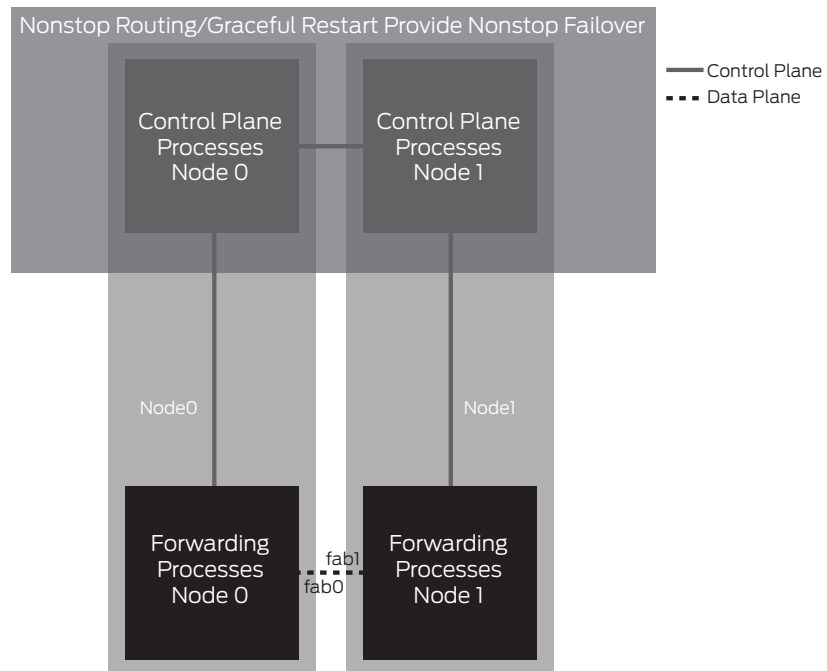 Nonstop Routing/Graceful Restart Provide Nonstop Failover
Control Plane
Data Plane
Control Plane
Processes
Node 0
Control Plane
Processes
Node 1
Node0
Node1
Forwarding
Processes
Node 0
fab1
fab0
Forwarding
Processes
Node 1